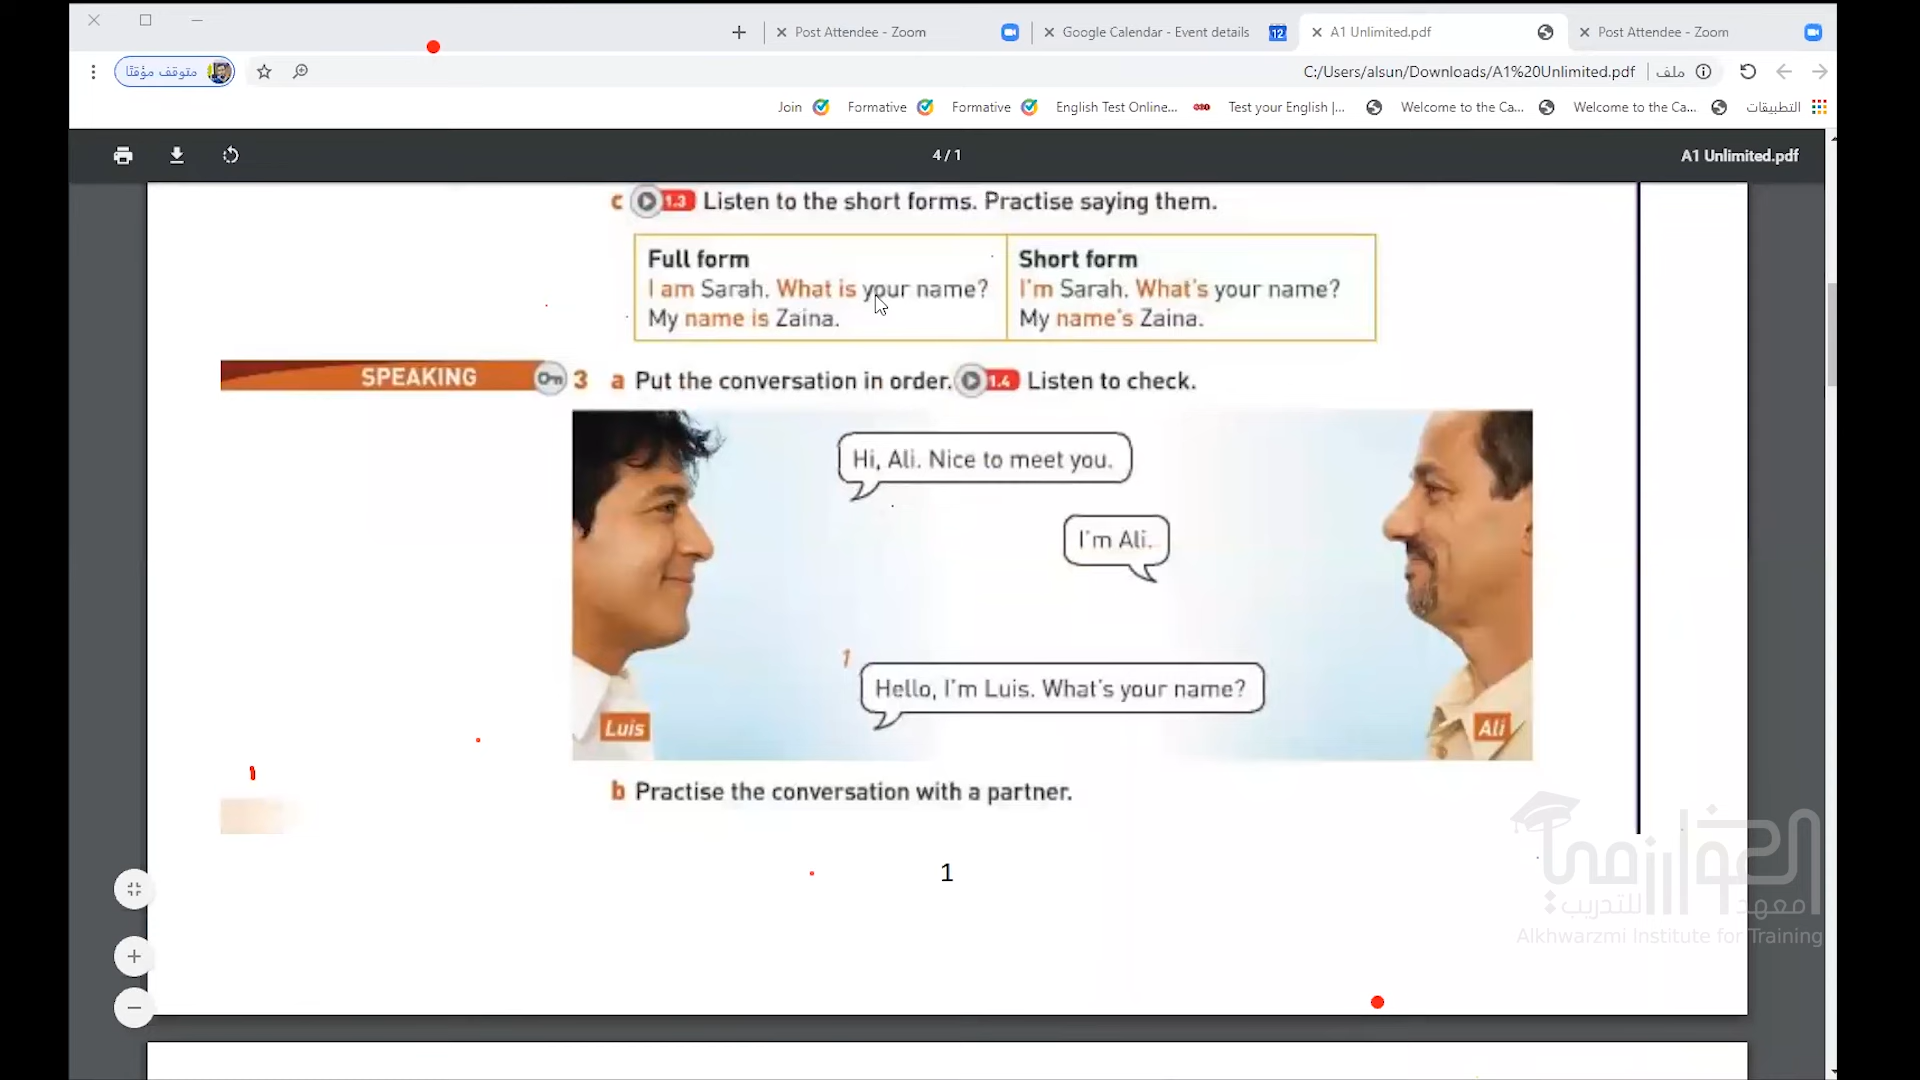 Post Attendee - Zoom
Google Calendar - Event details
12
A1 Unlimited.pdf
Post Attendee - Zoom
متوقف مؤقتًا
C:/Users/alsun/Downloads/A1%20Unlimited.pdf
ملف
Join
Formative
Formative
English Test Online...
Test your English |...
Welcome to the Ca...
Welcome to the Ca...
التطبيقات
4 / 1
A1 Unlimited.pdf
c 1.3 Listen to the short forms. Practise saying them.
Full form
I am Sarah. What is your name?
My name is Zaina.
Short form
I'm Sarah. What's your name?
My name's Zaina.
SPEAKING
3 a Put the conversation in order. 1.4 Listen to check.
Hi, Ali. Nice to meet you.
I'm Ali.
1
Hello, I'm Luis. What's your name?
Luis
Ali
b Practise the conversation with a partner.
1
الخوارزمي
معهد للتدريب
Alkhwarzmi Institute for Training